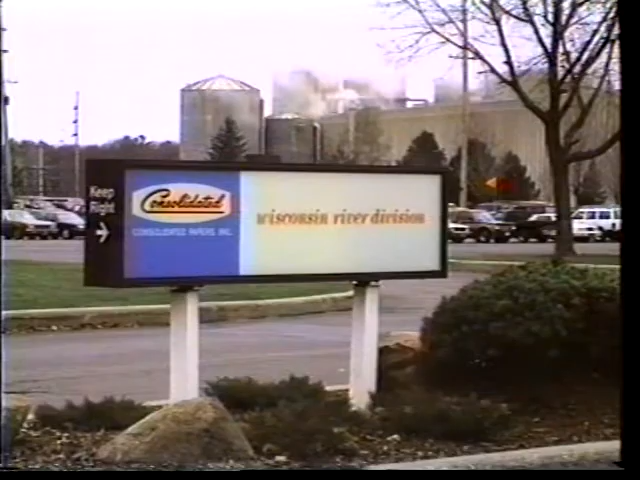 Keep
Right
Consolidated
CONSOLIDATED PAPERS, INC.
wisconsin river division